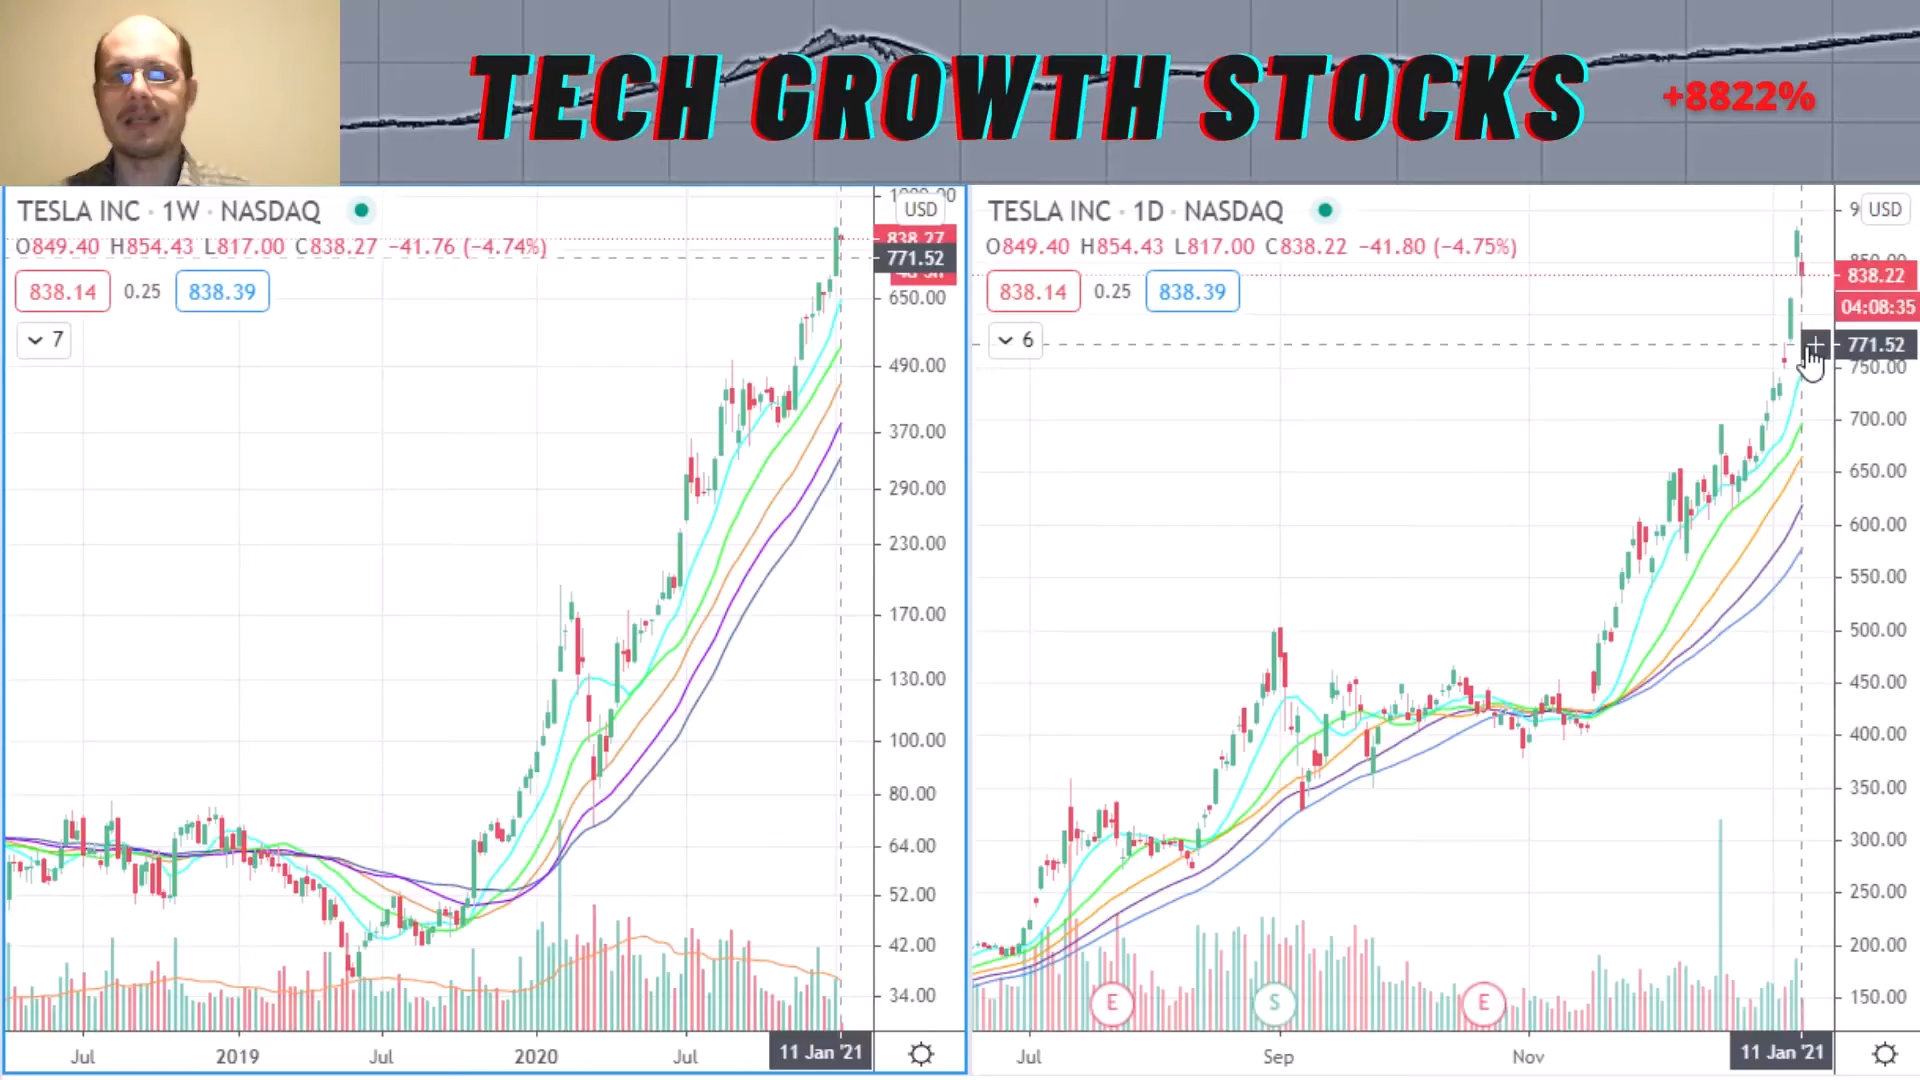 TECH GROWTH STOCKS
+8822%
TESLA INC · 1W · NASDAQ
O849.40 H854.43 L817.00 C838.27 −41.76 (−4.74%)
838.14 0.25 838.39
7
USD
838.27
771.52
650.00
490.00
370.00
290.00
230.00
170.00
130.00
100.00
80.00
64.00
52.00
42.00
34.00
Jul 2019 Jul 2020 Jul 11 Jan '21
TESLA INC · 1D · NASDAQ
O849.40 H854.43 L817.00 C838.22 −41.80 (−4.75%)
838.14 0.25 838.39
6
USD
838.22
04:08:35
771.52
750.00
700.00
650.00
600.00
550.00
500.00
450.00
400.00
350.00
300.00
250.00
200.00
150.00
E S E
Jul Sep Nov 11 Jan '21